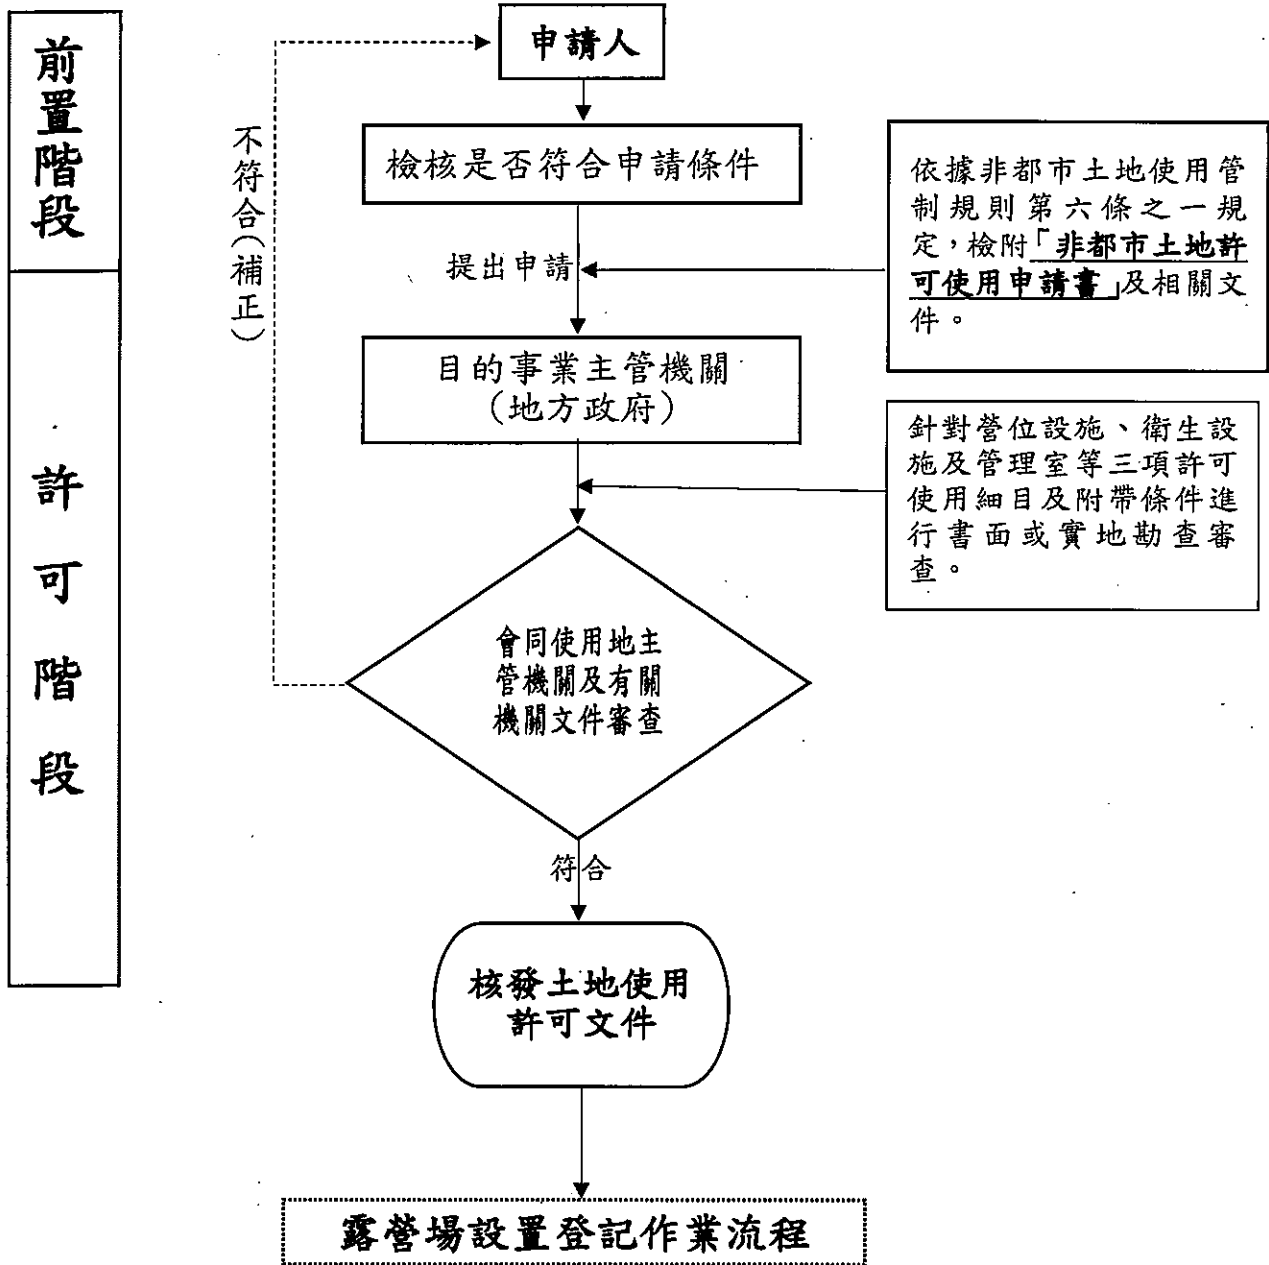 前置階段
許可階段
申請人
檢核是否符合申請條件
提出申請
不符合(補正)
依據非都市土地使用管
制規則第六條之一規
定，檢附「非都市土地許
可使用申請書」及相關文
件。
目的事業主管機關
(地方政府)
針對營位設施、衛生設
施及管理室等三項許可
使用細目及附帶條件進
行書面或實地勘查審
查。
會同使用地主
管機關及有關
機關文件審查
符合
核發土地使用
許可文件
露營場設置登記作業流程